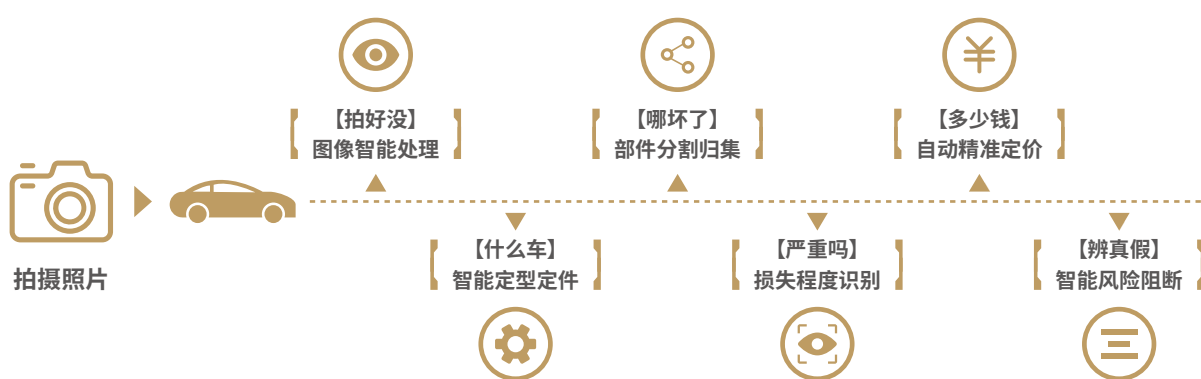 拍摄照片
【拍好没】
图像智能处理
【什么车】
智能定型定件
【哪坏了】
部件分割归集
【严重吗】
损失程度识别
【多少钱】
自动精准定价
【辨真假】
智能风险阻断